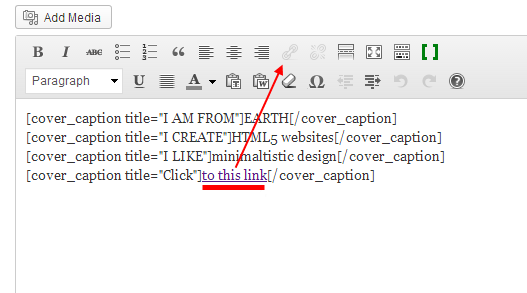 Add Media
B I ABC
Paragraph U A
[cover_caption title="I AM FROM"]EARTH[/cover_caption]
[cover_caption title="I CREATE"]HTML5 websites[/cover_caption]
[cover_caption title="I LIKE"]minimaltistic design[/cover_caption]
[cover_caption title="Click"]to this link[/cover_caption]